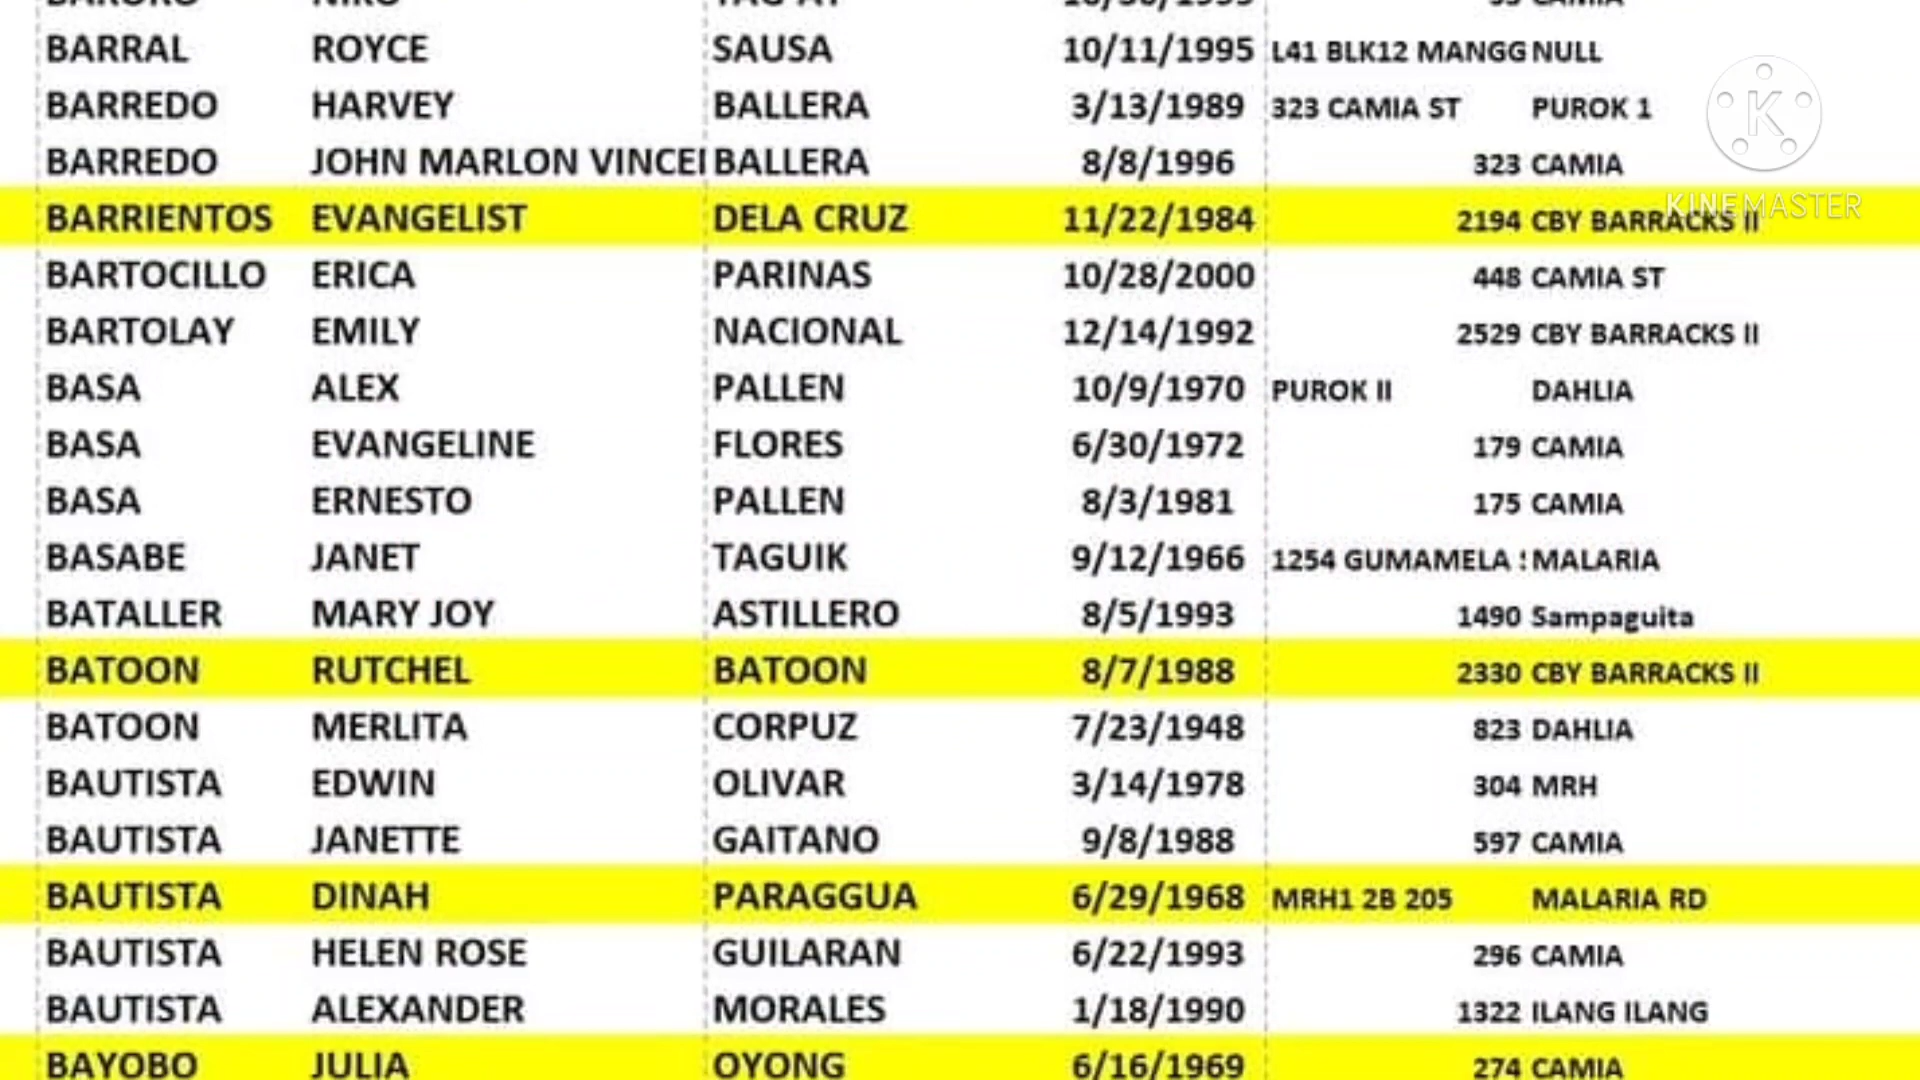 BARRAL ROYCE SAUSA 10/11/1995 L41 BLK12 MANGG NULL
BARREDO HARVEY BALLERA 3/13/1989 323 CAMIA ST PUROK 1
K
BARREDO JOHN MARLON VINCE BALLERA 8/8/1996 323 CAMIA
KINEMASTER
BARRIENTOS EVANGELIST DELA CRUZ 11/22/1984 2194 CBY BARRACKS II
BARTOCILLO ERICA PARINAS 10/28/2000 448 CAMIA ST
BARTOLAY EMILY NACIONAL 12/14/1992 2529 CBY BARRACKS II
BASA ALEX PALLEN 10/9/1970 PUROK II DAHLIA
BASA EVANGELINE FLORES 6/30/1972 179 CAMIA
BASA ERNESTO PALLEN 8/3/1981 175 CAMIA
BASABE JANET TAGUIK 9/12/1966 1254 GUMAMELA MALARIA
BATALLER MARY JOY ASTILLERO 8/5/1993 1490 Sampaguita
BATOON RUTCHEL BATOON 8/7/1988 2330 CBY BARRACKS II
BATOON MERLITA CORPUZ 7/23/1948 823 DAHLIA
BAUTISTA EDWIN OLIVAR 3/14/1978 304 MRH
BAUTISTA JANETTE GAITANO 9/8/1988 597 CAMIA
BAUTISTA DINAH PARAGGUA 6/29/1968 MRH1 2B 205 MALARIA RD
BAUTISTA HELEN ROSE GUILARAN 6/22/1993 296 CAMIA
BAUTISTA ALEXANDER MORALES 1/18/1990 1322 ILANG ILANG
BAYOBO JULIA OYONG 6/16/1969 274 CAMIA